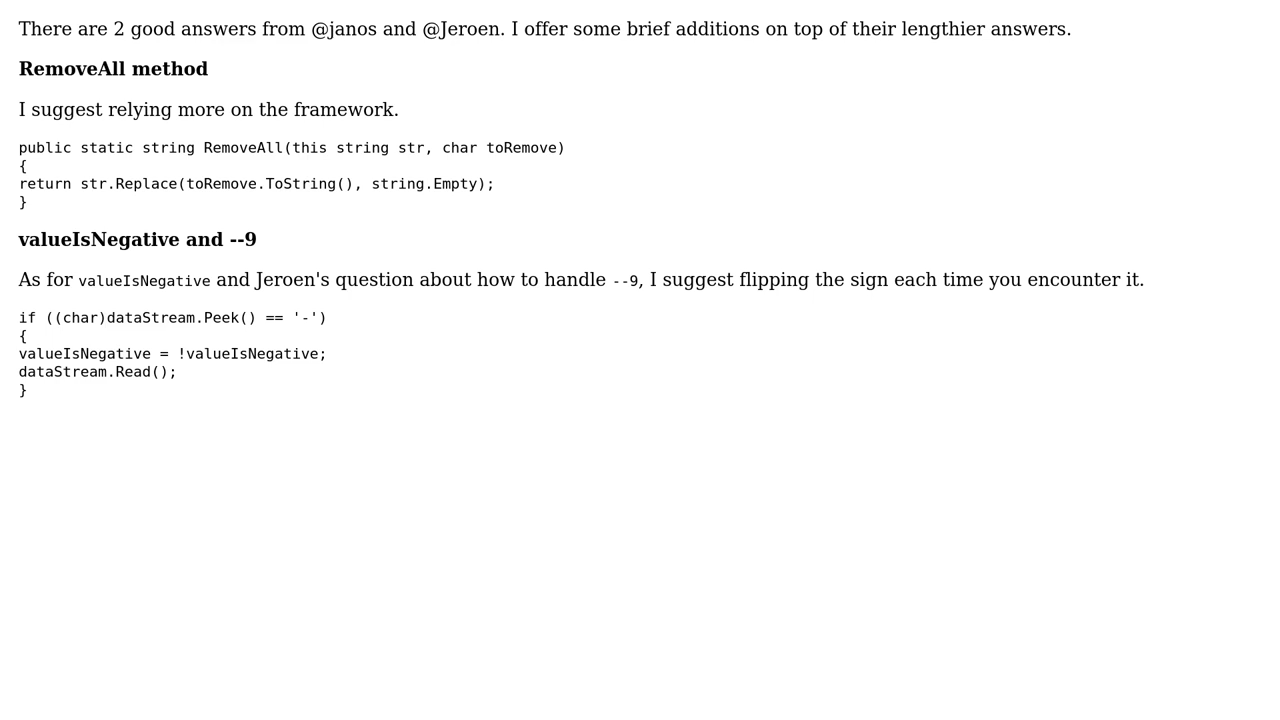 There are 2 good answers from @janos and @Jeroen. I offer some brief additions on top of their lengthier answers.
RemoveAll method
I suggest relying more on the framework.
public static string RemoveAll(this string str, char toRemove)
{
return str.Replace(toRemove.ToString(), string.Empty);
}
valueIsNegative and --9
As for valueIsNegative and Jeroen's question about how to handle --9, I suggest flipping the sign each time you encounter it.
if ((char)dataStream.Peek() == '-')
{
valueIsNegative = !valueIsNegative;
dataStream.Read();
}